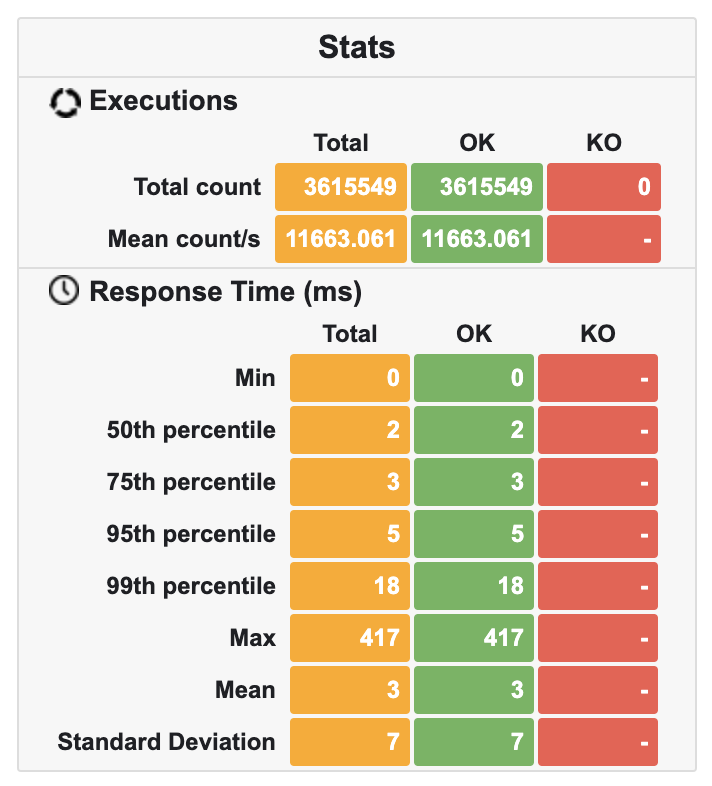 Stats
Executions
Total OK KO
Total count 3615549 3615549 0
Mean count/s 11663.061 11663.061 -
Response Time (ms)
Total OK KO
Min 0 0 -
50th percentile 2 2 -
75th percentile 3 3 -
95th percentile 5 5 -
99th percentile 18 18 -
Max 417 417 -
Mean 3 3 -
Standard Deviation 7 7 -